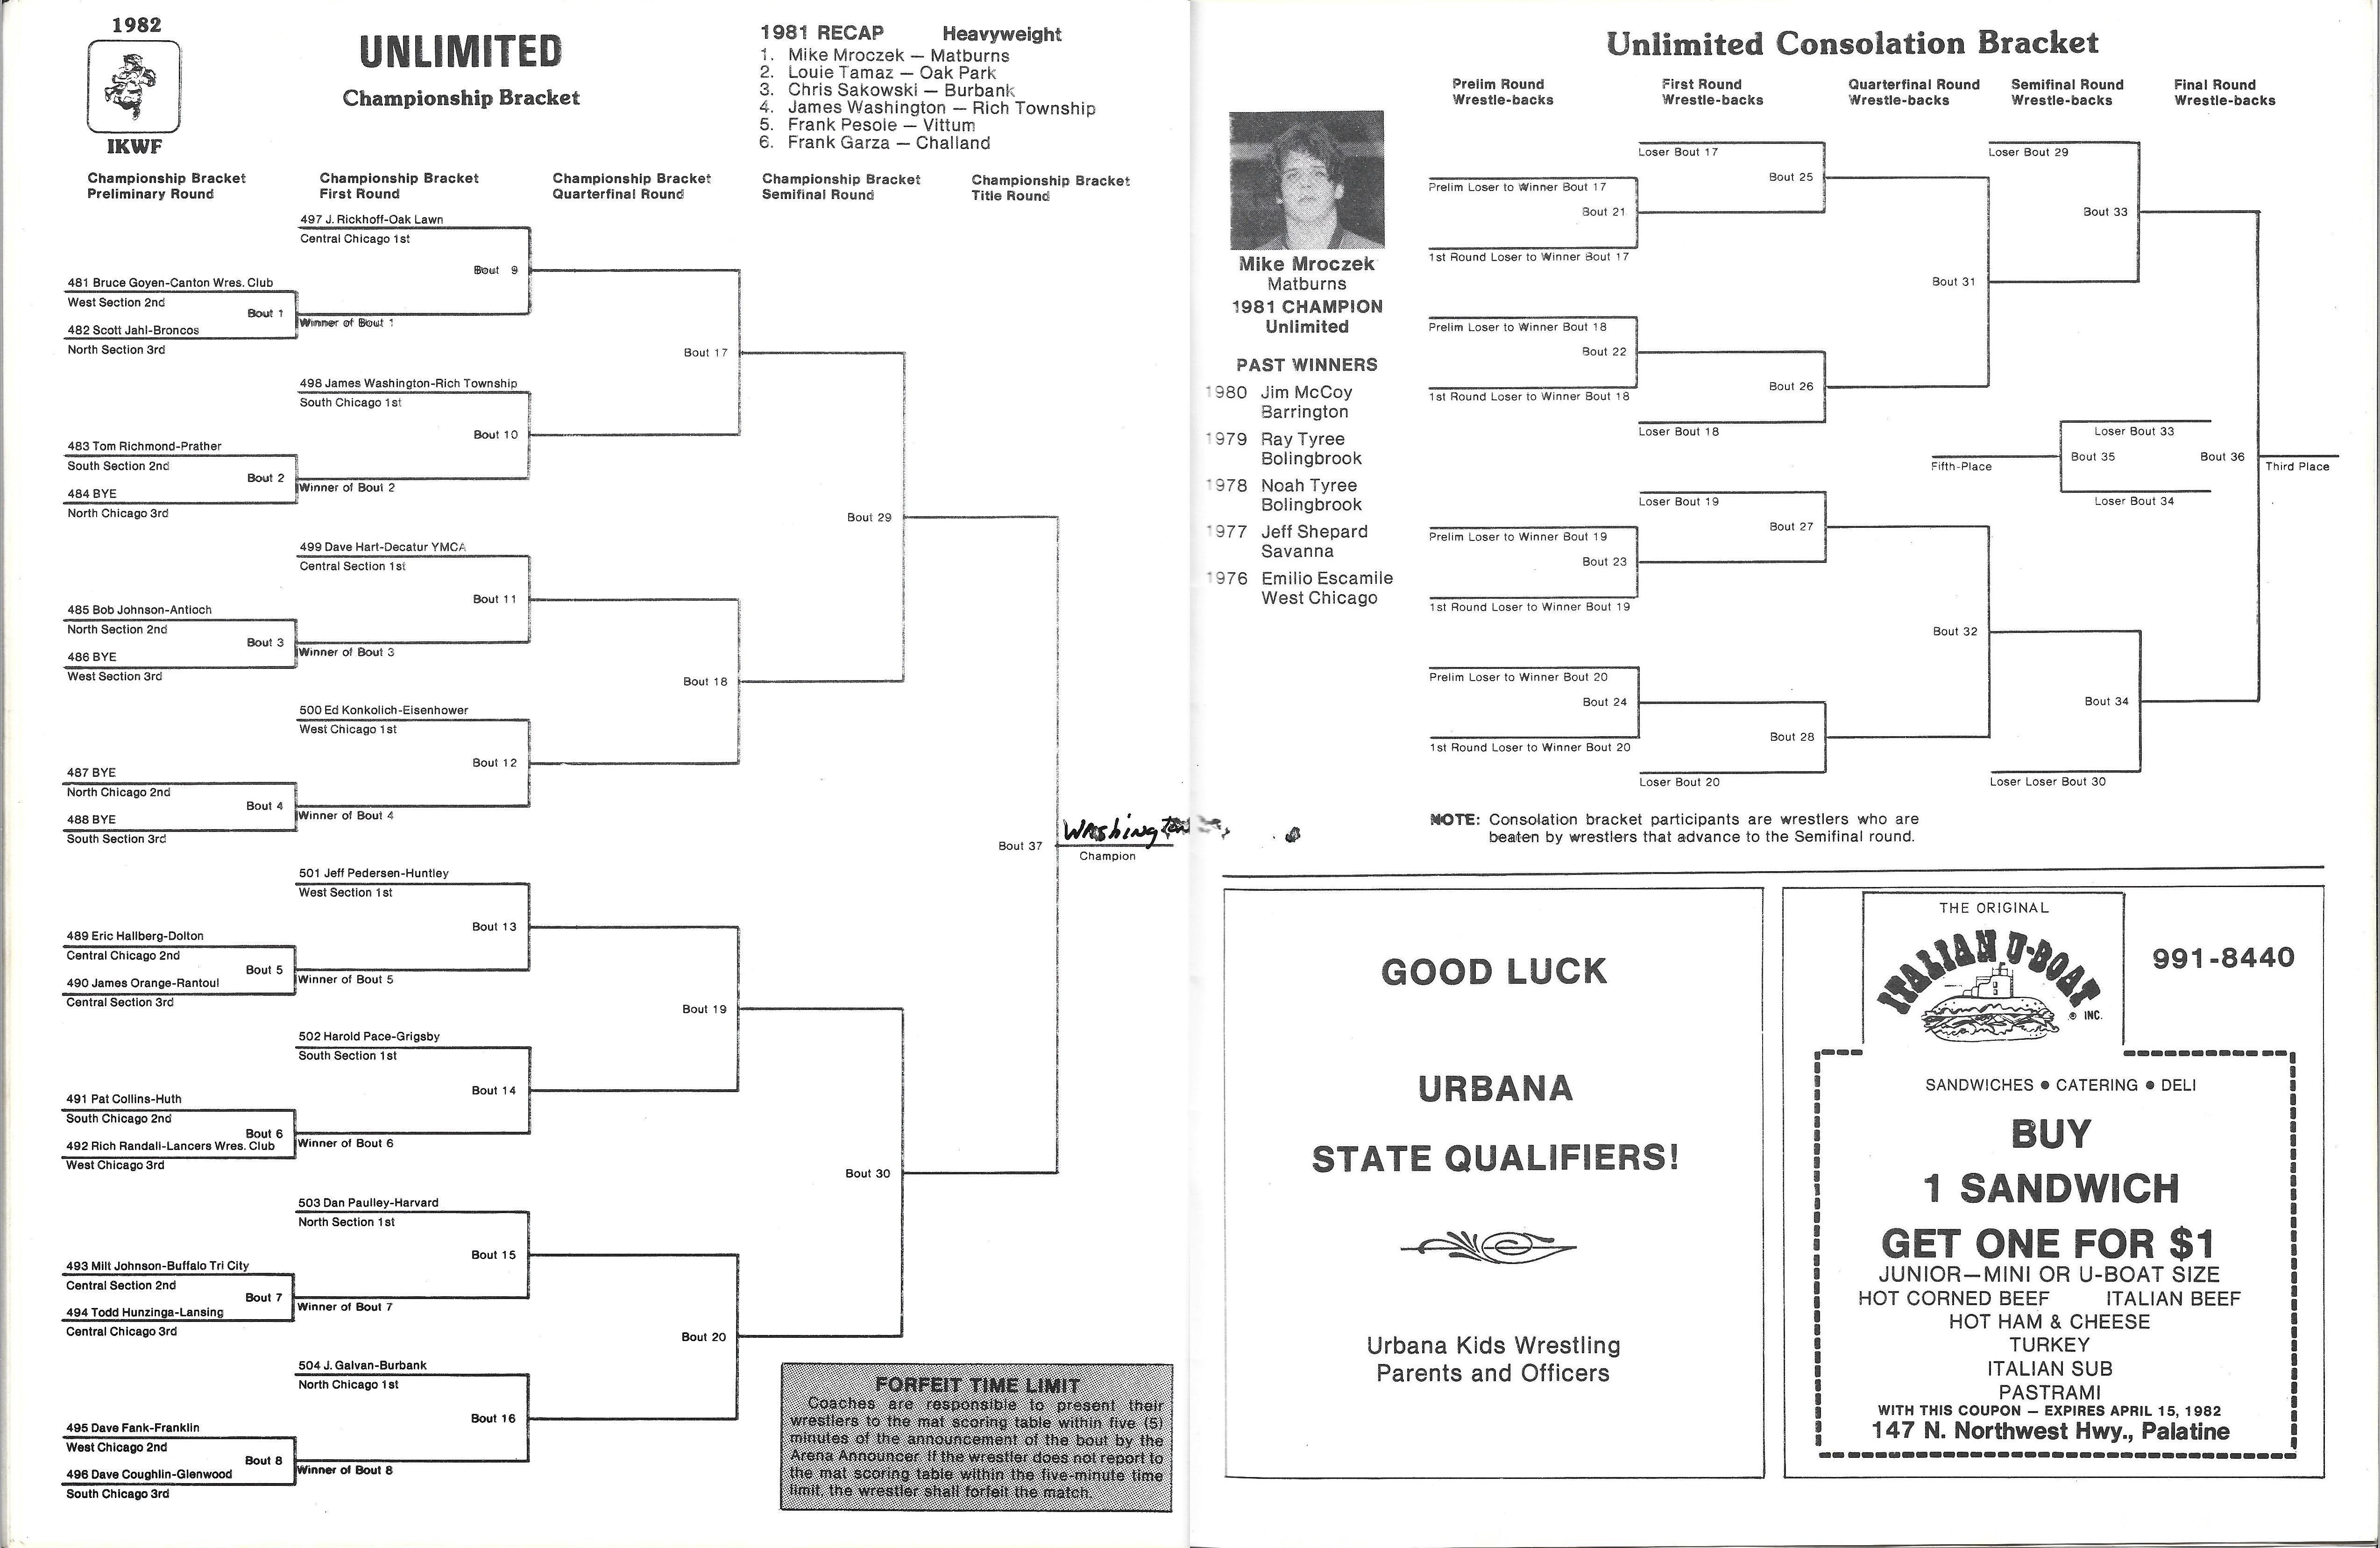 1982
IKWF
UNLIMITED
Championship Bracket
1981 RECAP Heavyweight
1. Mike Mroczek — Matburns
2. Louie Tamaz — Oak Park
3. Chris Sakowski — Burbank
4. James Washington — Rich Township
5. Frank Pesole — Vittum
6. Frank Garza — Challand
Championship Bracket
Preliminary Round
Championship Bracket
First Round
Championship Bracket
Quarterfinal Round
Championship Bracket
Semifinal Round
Championship Bracket
Title Round
497 J. Rickhoff-Oak Lawn
Central Chicago 1st
Bout 9
481 Bruce Goyen-Canton Wres. Club
West Section 2nd
Bout 1
Winner of Bout 1
482 Scott Jahl-Broncos
North Section 3rd
Bout 17
498 James Washington-Rich Township
South Chicago 1st
Bout 10
483 Tom Richmond-Prather
South Section 2nd
Bout 2
Winner of Bout 2
484 BYE
North Chicago 3rd
Bout 29
499 Dave Hart-Decatur YMCA
Central Section 1st
Bout 11
485 Bob Johnson-Antioch
North Section 2nd
Bout 3
Winner of Bout 3
486 BYE
West Section 3rd
Bout 18
500 Ed Konkolich-Eisenhower
West Chicago 1st
Bout 12
487 BYE
North Chicago 2nd
Bout 4
Winner of Bout 4
488 BYE
South Section 3rd
Bout 37
Washington
Champion
501 Jeff Pedersen-Huntley
West Section 1st
Bout 13
489 Eric Hallberg-Dolton
Central Chicago 2nd
Bout 5
Winner of Bout 5
490 James Orange-Rantoul
Central Section 3rd
Bout 19
502 Harold Pace-Grigsby
South Section 1st
Bout 14
491 Pat Collins-Huth
South Chicago 2nd
Bout 6
Winner of Bout 6
492 Rich Randall-Lancers Wres. Club
West Chicago 3rd
Bout 30
503 Dan Paulley-Harvard
North Section 1st
Bout 15
493 Milt Johnson-Buffalo Tri City
Central Section 2nd
Bout 7
Winner of Bout 7
494 Todd Hunzinga-Lansing
Central Chicago 3rd
Bout 20
504 J. Galvan-Burbank
North Chicago 1st
Bout 16
495 Dave Fank-Franklin
West Chicago 2nd
Bout 8
Winner of Bout 8
496 Dave Coughlin-Glenwood
South Chicago 3rd
FORFEIT TIME LIMIT
Coaches are responsible to present their
wrestlers to the mat scoring table within five (5)
minutes of the announcement of the bout by the
Arena Announcer. If the wrestler does not report to
the mat scoring table within the five-minute time
limit, the wrestler shall forfeit the match.
Unlimited Consolation Bracket
Prelim Round
Wrestle-backs
First Round
Wrestle-backs
Quarterfinal Round
Wrestle-backs
Semifinal Round
Wrestle-backs
Final Round
Wrestle-backs
Mike Mroczek
Matburns
1981 CHAMPION
Unlimited
PAST WINNERS
1980 Jim McCoy
Barrington
1979 Ray Tyree
Bolingbrook
1978 Noah Tyree
Bolingbrook
1977 Jeff Shepard
Savanna
1976 Emilio Escamile
West Chicago
Loser Bout 17
Bout 25
Prelim Loser to Winner Bout 17
Bout 21
1st Round Loser to Winner Bout 17
Loser Bout 29
Bout 33
Bout 31
Prelim Loser to Winner Bout 18
Bout 22
1st Round Loser to Winner Bout 18
Bout 26
Loser Bout 18
Loser Bout 33
Fifth-Place
Bout 35
Bout 36
Third Place
Loser Bout 34
Loser Bout 19
Bout 27
Prelim Loser to Winner Bout 19
Bout 23
1st Round Loser to Winner Bout 19
Bout 32
Prelim Loser to Winner Bout 20
Bout 24
1st Round Loser to Winner Bout 20
Bout 34
Bout 28
Loser Bout 20
Loser Loser Bout 30
NOTE: Consolation bracket participants are wrestlers who are
beaten by wrestlers that advance to the Semifinal round.
GOOD LUCK
URBANA
STATE QUALIFIERS!
Urbana Kids Wrestling
Parents and Officers
THE ORIGINAL
ITALIAN U-BOAT
® INC.
991-8440
SANDWICHES ● CATERING ● DELI
BUY
1 SANDWICH
GET ONE FOR $1
JUNIOR—MINI OR U-BOAT SIZE
HOT CORNED BEEF ITALIAN BEEF
HOT HAM & CHEESE
TURKEY
ITALIAN SUB
PASTRAMI
WITH THIS COUPON — EXPIRES APRIL 15, 1982
147 N. Northwest Hwy., Palatine